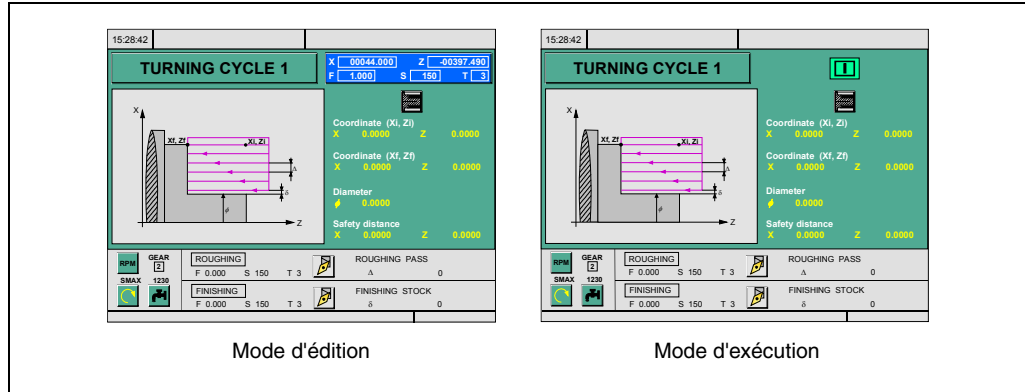 15:28:42
TURNING CYCLE 1
X 00044.000 Z -00397.490
F 1.000 S 150 T 3
X
Xf, Zf
Xi, Zi
Δ
δ
ϕ
Z
Coordinate (Xi, Zi)
X 0.0000 Z 0.0000
Coordinate (Xf, Zf)
X 0.0000 Z 0.0000
Diameter
ϕ 0.0000
Safety distance
X 0.0000 Z 0.0000
RPM
GEAR
2
SMAX 1230
ROUGHING
F 0.000 S 150 T 3
ROUGHING PASS
Δ 0
FINISHING
F 0.000 S 150 T 3
FINISHING STOCK
δ 0
Mode d'édition
15:28:42
TURNING CYCLE 1
X
Xf, Zf
Xi, Zi
Δ
δ
ϕ
Z
Coordinate (Xi, Zi)
X 0.0000 Z 0.0000
Coordinate (Xf, Zf)
X 0.0000 Z 0.0000
Diameter
ϕ 0.0000
Safety distance
X 0.0000 Z 0.0000
RPM
GEAR
2
SMAX 1230
ROUGHING
F 0.000 S 150 T 3
ROUGHING PASS
Δ 0
FINISHING
F 0.000 S 150 T 3
FINISHING STOCK
δ 0
Mode d'exécution